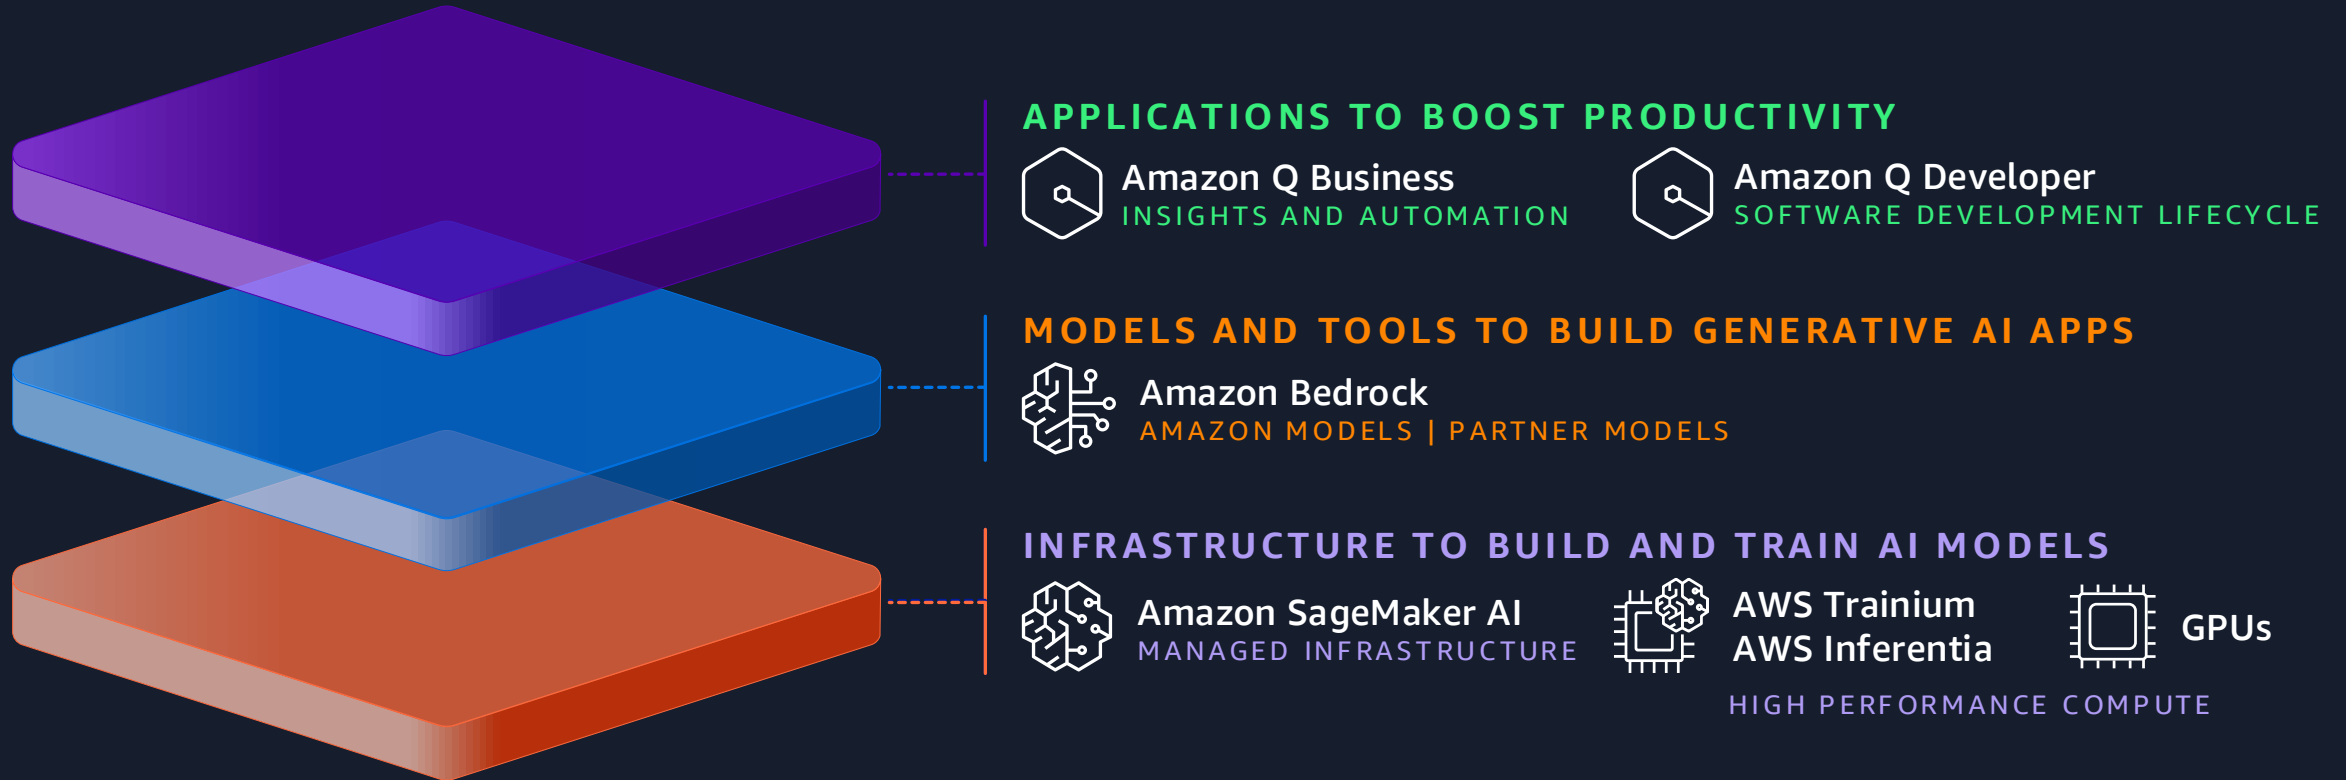 APPLICATIONS TO BOOST PRODUCTIVITY
Amazon Q Business
INSIGHTS AND AUTOMATION
Amazon Q Developer
SOFTWARE DEVELOPMENT LIFECYCLE
MODELS AND TOOLS TO BUILD GENERATIVE AI APPS
Amazon Bedrock
AMAZON MODELS | PARTNER MODELS
INFRASTRUCTURE TO BUILD AND TRAIN AI MODELS
Amazon SageMaker AI
MANAGED INFRASTRUCTURE
AWS Trainium
AWS Inferentia
GPUs
HIGH PERFORMANCE COMPUTE